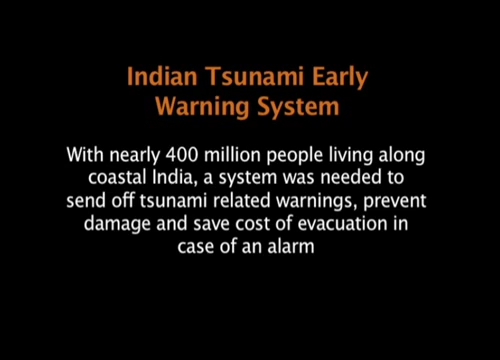 Indian Tsunami Early
Warning System
With nearly 400 million people living along
coastal India, a system was needed to
send off tsunami related warnings, prevent
damage and save cost of evacuation in
case of an alarm